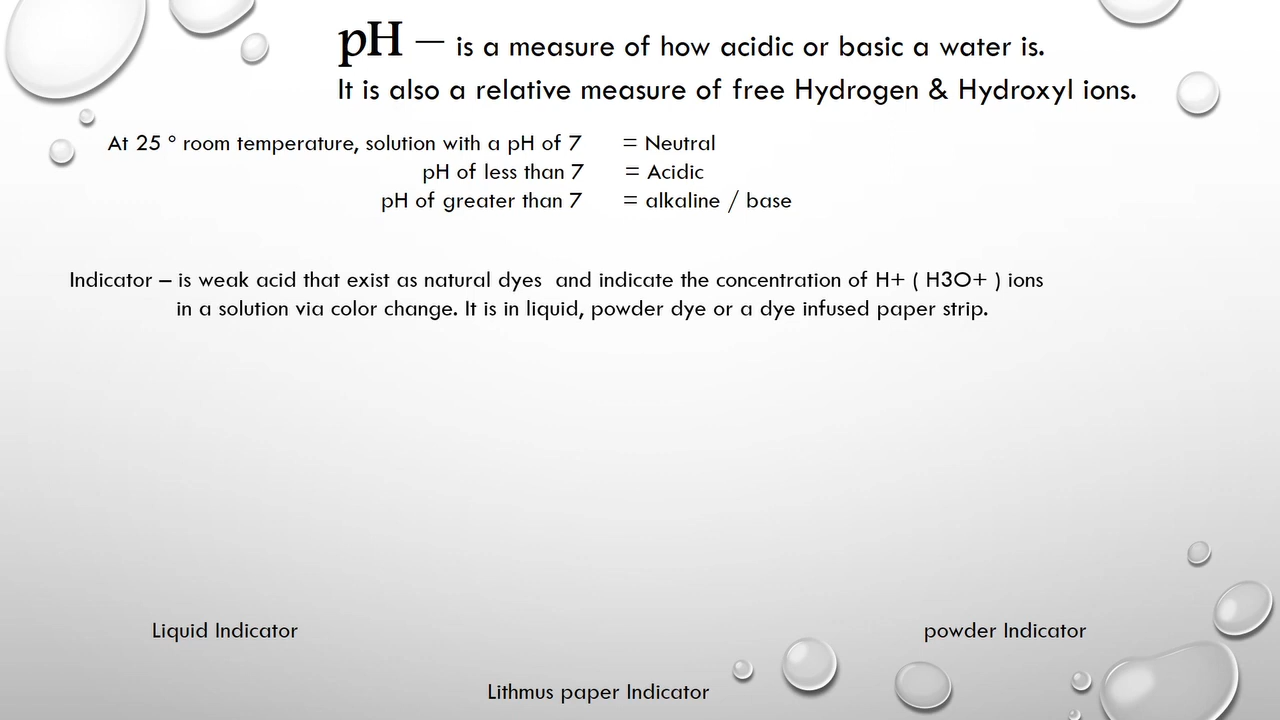 pH – is a measure of how acidic or basic a water is.
It is also a relative measure of free Hydrogen & Hydroxyl ions.
At 25 ° room temperature, solution with a pH of 7 = Neutral
pH of less than 7 = Acidic
pH of greater than 7 = alkaline / base
Indicator – is weak acid that exist as natural dyes and indicate the concentration of H+ ( H3O+ ) ions
in a solution via color change. It is in liquid, powder dye or a dye infused paper strip.
Liquid Indicator
powder Indicator
Lithmus paper Indicator